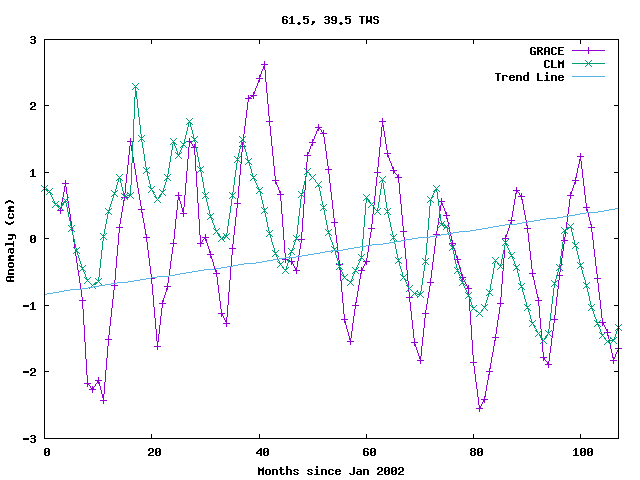 61.5, 39.5 TWS
GRACE
CLM
Trend Line
3
2
1
0
-1
-2
-3
Anomaly (cm)
0 20 40 60 80 100
Months since Jan 2002